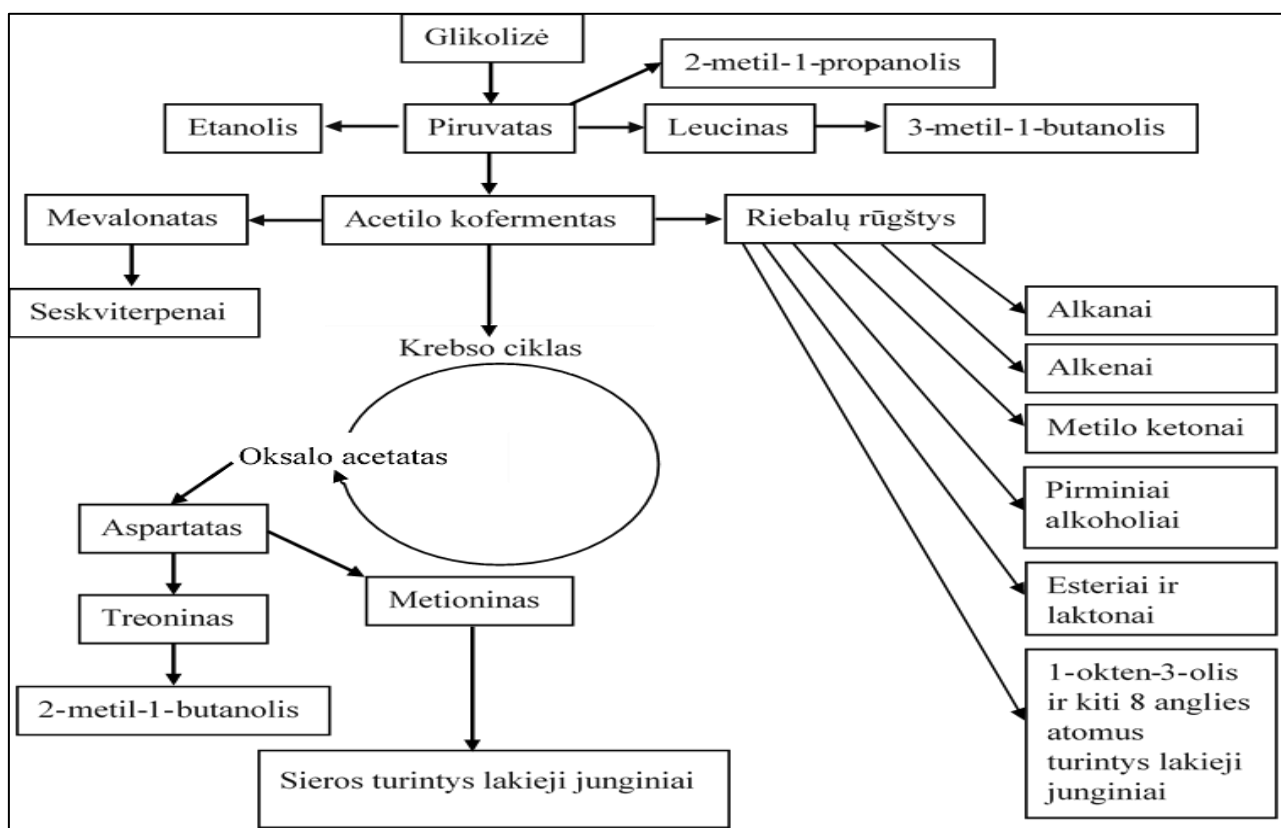 Glikolizė
2-metil-1-propanolis
Etanolis
Piruvatas
Leucinas
3-metil-1-butanolis
Mevalonatas
Acetilo kofermentas
Riebalų rūgštys
Seskviterpenai
Alkanai
Krebso ciklas
Alkenai
Metilo ketonai
Oksalo acetatas
Pirminiai
alkoholiai
Aspartatas
Metioninas
Esteriai ir
laktonai
Treoninas
1-okten-3-olis
ir kiti 8 anglies
atomus
turintys lakieji
junginiai
2-metil-1-butanolis
Sieros turintys lakieji junginiai